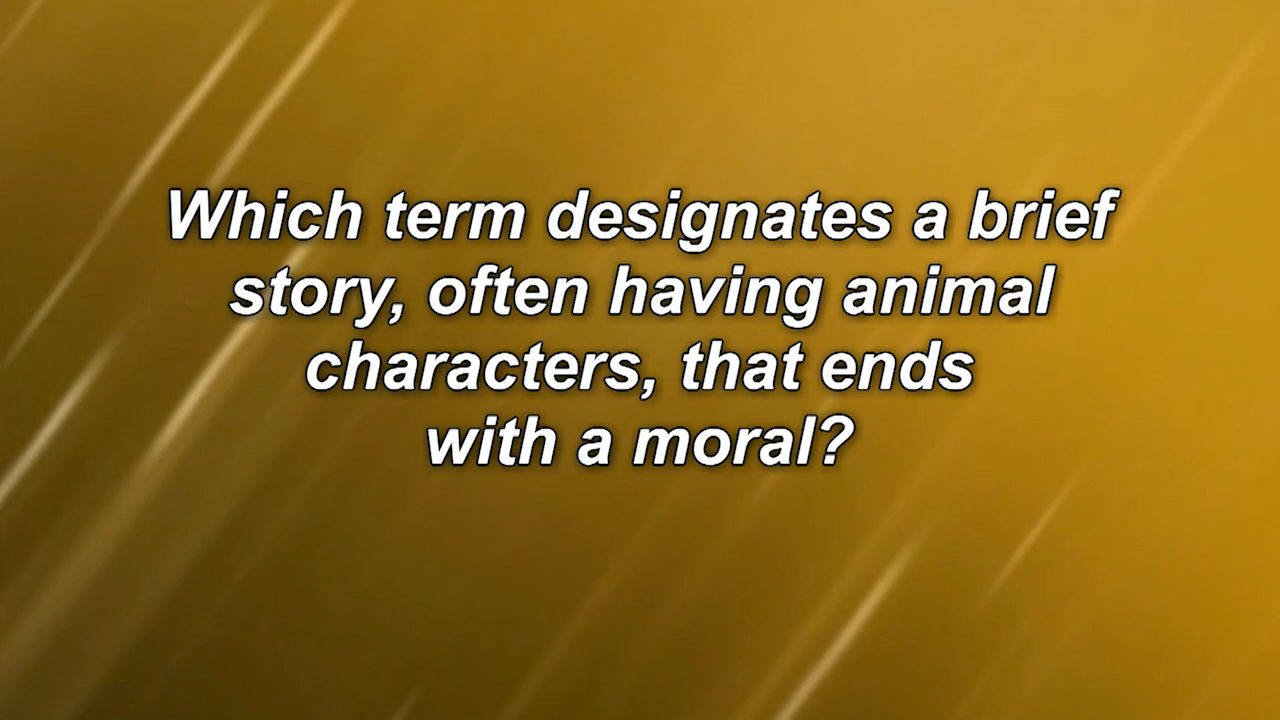 Which term designates a brief
story, often having animal
characters, that ends
with a moral?